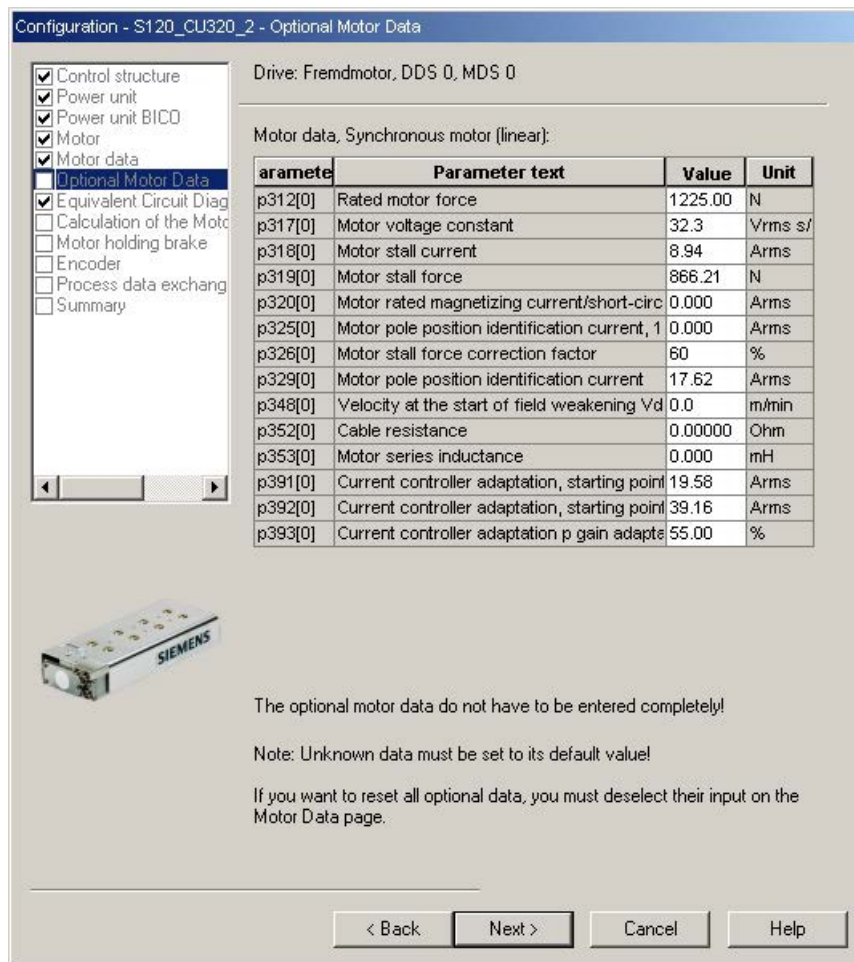 Configuration - S120_CU320_2 - Optional Motor Data
Control structure
Power unit
Power unit BICO
Motor
Motor data
Optional Motor Data
Equivalent Circuit Diag
Calculation of the Moto
Motor holding brake
Encoder
Process data exchang
Summary
Drive: Fremdmotor, DDS 0, MDS 0
Motor data, Synchronous motor (linear):
aramete Parameter text Value Unit
p312[0] Rated motor force 1225.00 N
p317[0] Motor voltage constant 32.3 Vrms s/
p318[0] Motor stall current 8.94 Arms
p319[0] Motor stall force 866.21 N
p320[0] Motor rated magnetizing current/short-circ 0.000 Arms
p325[0] Motor pole position identification current, 1 0.000 Arms
p326[0] Motor stall force correction factor 60 %
p329[0] Motor pole position identification current 17.62 Arms
p348[0] Velocity at the start of field weakening Vd 0.0 m/min
p352[0] Cable resistance 0.00000 Ohm
p353[0] Motor series inductance 0.000 mH
p391[0] Current controller adaptation, starting point 19.58 Arms
p392[0] Current controller adaptation, starting point 39.16 Arms
p393[0] Current controller adaptation p gain adapta 55.00 %
SIEMENS
The optional motor data do not have to be entered completely!
Note: Unknown data must be set to its default value!
If you want to reset all optional data, you must deselect their input on the
Motor Data page.
< Back Next > Cancel Help